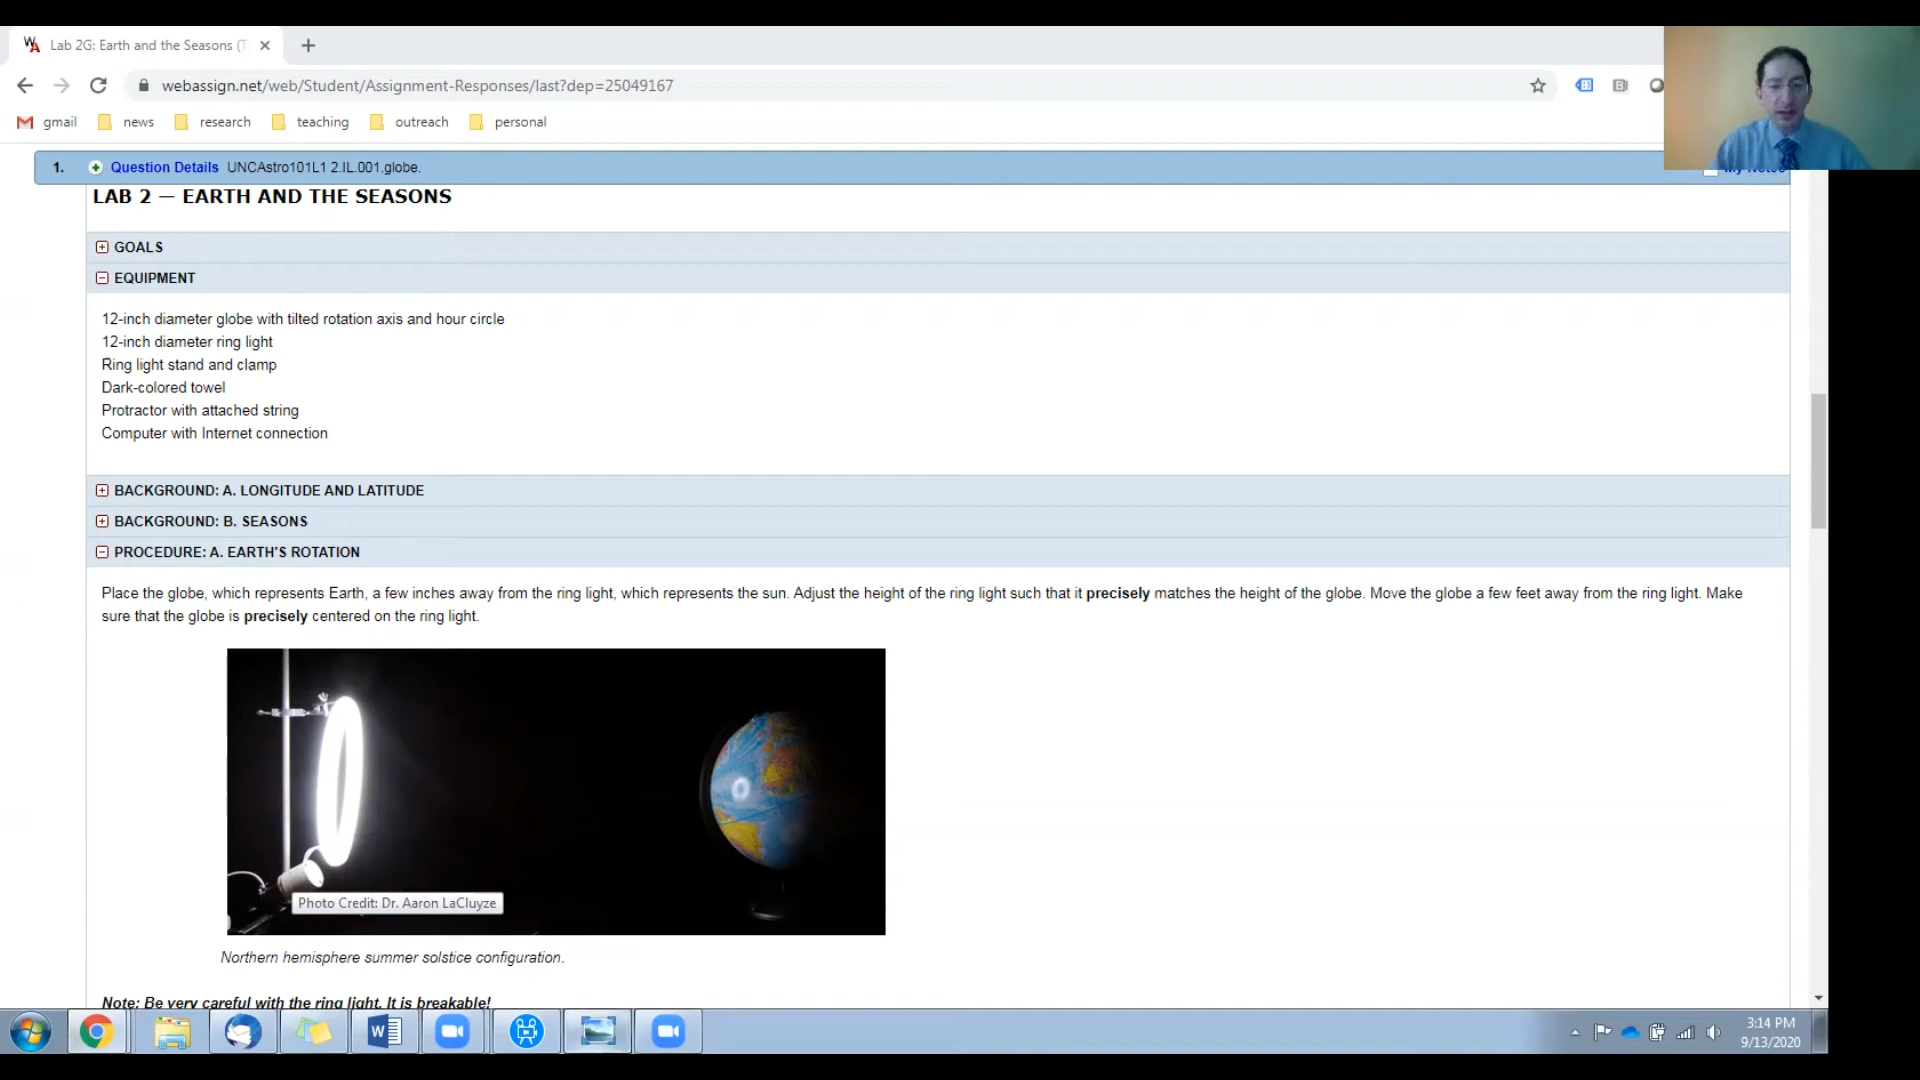 Lab 2G: Earth and the Seasons (T
webassign.net/web/Student/Assignment-Responses/last?dep=25049167
gmail news research teaching outreach personal
1. Question Details UNCAstro101L1 2.IL.001.globe. My Notes
LAB 2 — EARTH AND THE SEASONS
GOALS
EQUIPMENT
12-inch diameter globe with tilted rotation axis and hour circle
12-inch diameter ring light
Ring light stand and clamp
Dark-colored towel
Protractor with attached string
Computer with Internet connection
BACKGROUND: A. LONGITUDE AND LATITUDE
BACKGROUND: B. SEASONS
PROCEDURE: A. EARTH'S ROTATION
Place the globe, which represents Earth, a few inches away from the ring light, which represents the sun. Adjust the height of the ring light such that it precisely matches the height of the globe. Move the globe a few feet away from the ring light. Make
sure that the globe is precisely centered on the ring light.
Photo Credit: Dr. Aaron LaCluyze
Northern hemisphere summer solstice configuration.
Note: Be very careful with the ring light. It is breakable!
3:14 PM
9/13/2020